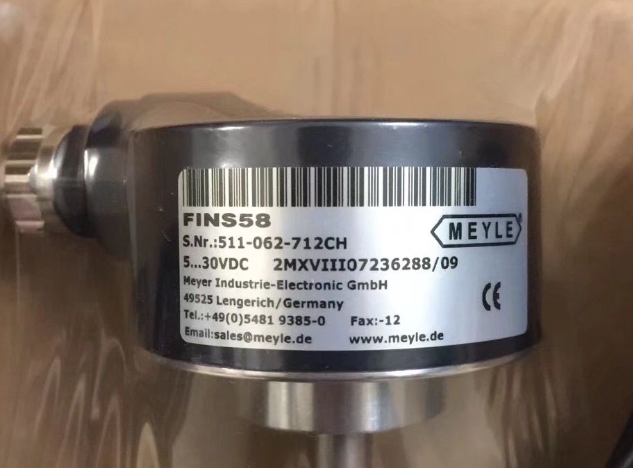 FINS58
S.Nr.:511-062-712CH
MEYLE®
5...30VDC 2MXVIII07236288/09
Meyer Industrie-Electronic GmbH
49525 Lengerich/Germany
Tel.:+49(0)5481 9385-0 Fax:-12
CE
Email:sales@meyle.de www.meyle.de